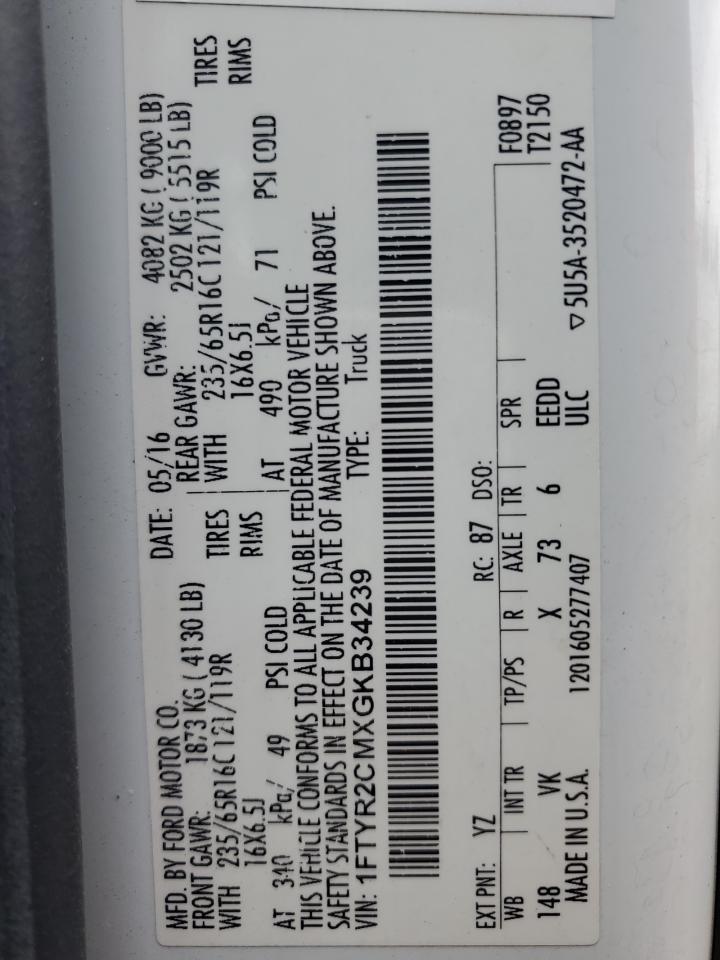 MFD. BY FORD MOTOR CO. DATE: 05/16 GVWR: 4082 KG ( 9000 LB)
FRONT GAWR: 1873 KG ( 4130 LB) REAR GAWR: 2502 KG ( 5515 LB)
WITH 235/65R16C 121/119R TIRES WITH 235/65R16C 121/119R TIRES
16X6.5J RIMS 16X6.5J RIMS
AT 340 kPa/ 49 PSI COLD AT 490 kPa/ 71 PSI COLD
THIS VEHICLE CONFORMS TO ALL APPLICABLE FEDERAL MOTOR VEHICLE
SAFETY STANDARDS IN EFFECT ON THE DATE OF MANUFACTURE SHOWN ABOVE.
VIN: 1FTYR2CMXGKB34239 TYPE: Truck
EXT PNT: YZ RC: 87 DSO: F0897
WB INT TR TP/PS R AXLE TR SPR T2150
148 VK X 73 6 EEDD
ULC
MADE IN U.S.A. 1201605277407 ▽ 5U5A-3520472-AA